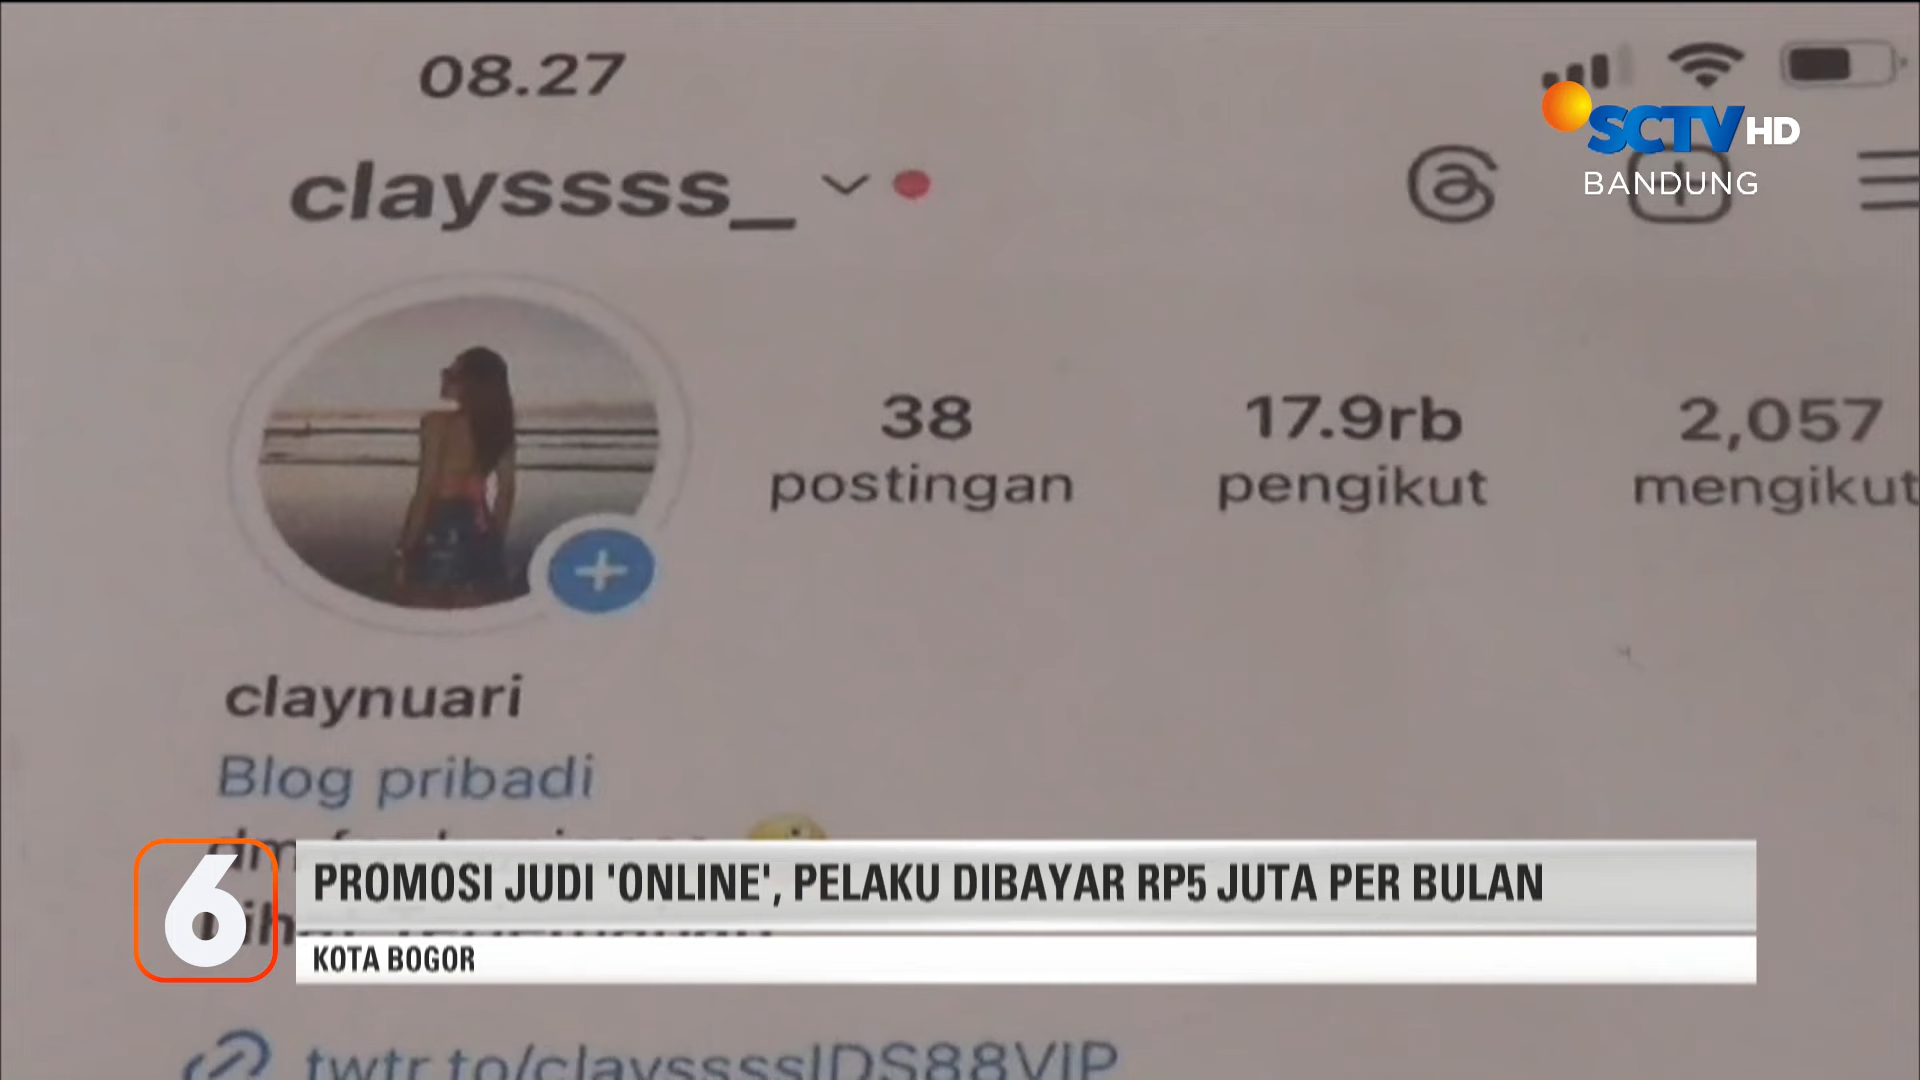 08.27
SCTV HD
BANDUNG
clayssss_
38
postingan
17.9rb
pengikut
2,057
mengikut
claynuari
Blog pribadi
6
PROMOSI JUDI 'ONLINE', PELAKU DIBAYAR RP5 JUTA PER BULAN
KOTA BOGOR
twtr.to/clayssssIDS88VIP